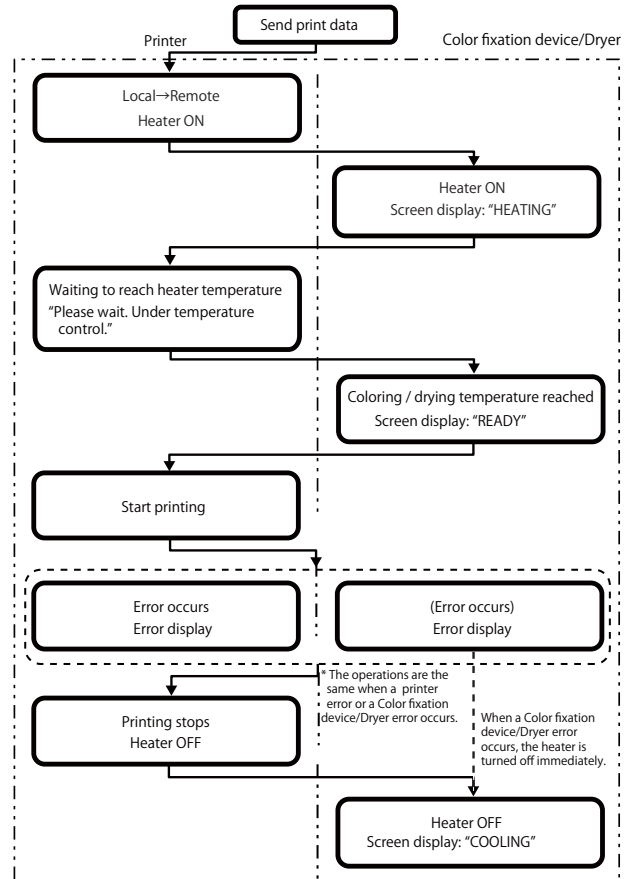 Send print data
Printer
Color fixation device/Dryer
Local→Remote
Heater ON
Heater ON
Screen display: “HEATING”
Waiting to reach heater temperature
“Please wait. Under temperature
control.”
Coloring / drying temperature reached
Screen display: “READY”
Start printing
Error occurs
Error display
(Error occurs)
Error display
* The operations are the
same when a printer
error or a Color fixation
device/Dryer error occurs.
Printing stops
Heater OFF
When a Color fixation
device/Dryer error
occurs, the heater is
turned off immediately.
Heater OFF
Screen display: “COOLING”